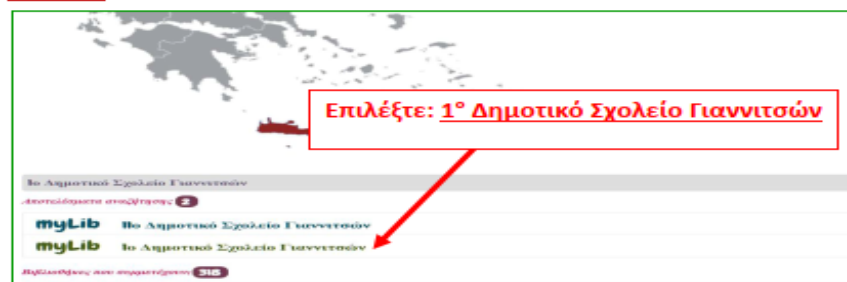 Επιλέξτε: 1° Δημοτικό Σχολείο Γιαννιτσών
1ο Δημοτικό Σχολείο Γιαννιτσών
Αποτελέσματα αναζήτησης 2
myLib 11ο Δημοτικό Σχολείο Γιαννιτσών
myLib 1ο Δημοτικό Σχολείο Γιαννιτσών
Βιβλιοθήκες που συμμετέχουν 318